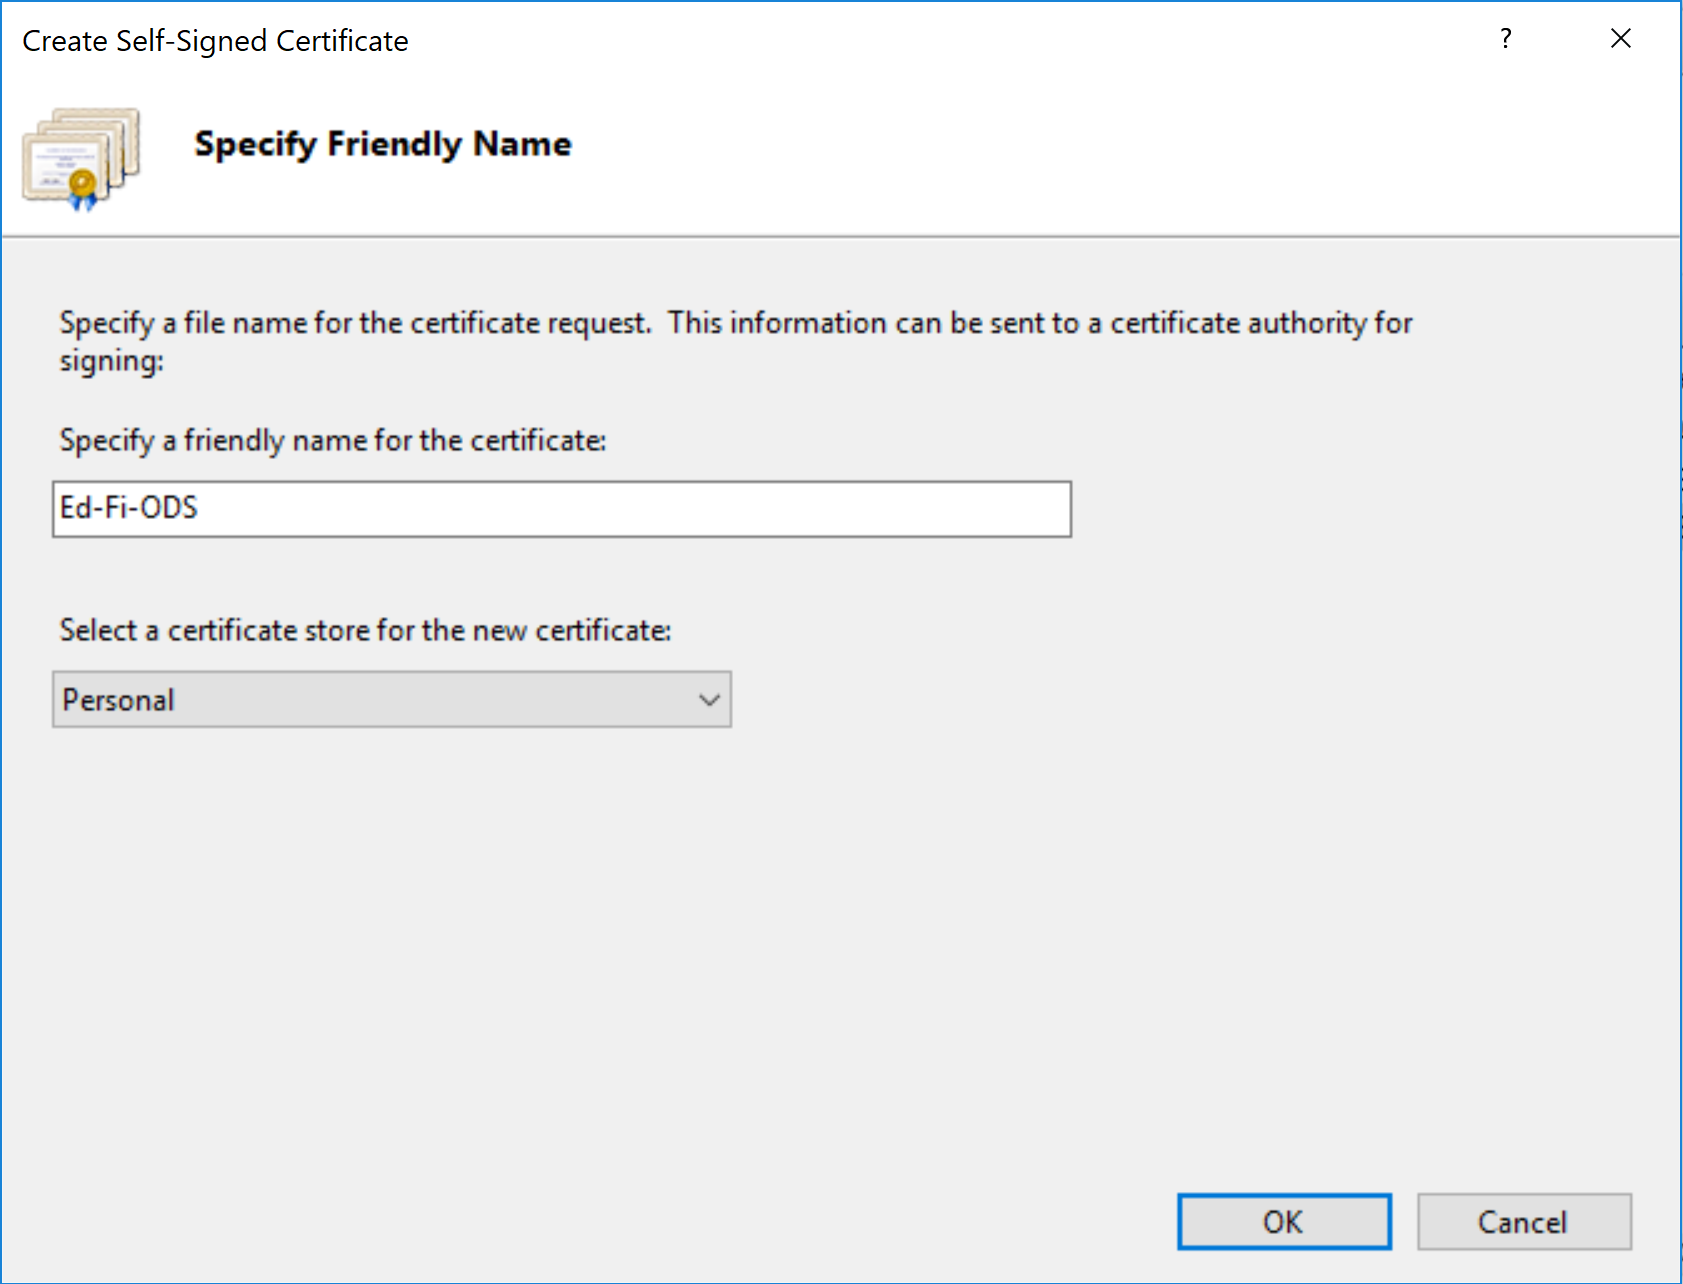 Create Self-Signed Certificate
?
Specify Friendly Name
Specify a file name for the certificate request.  This information can be sent to a certificate authority for
signing:
Specify a friendly name for the certificate:
Ed-Fi-ODS
Select a certificate store for the new certificate:
Personal
OK
Cancel